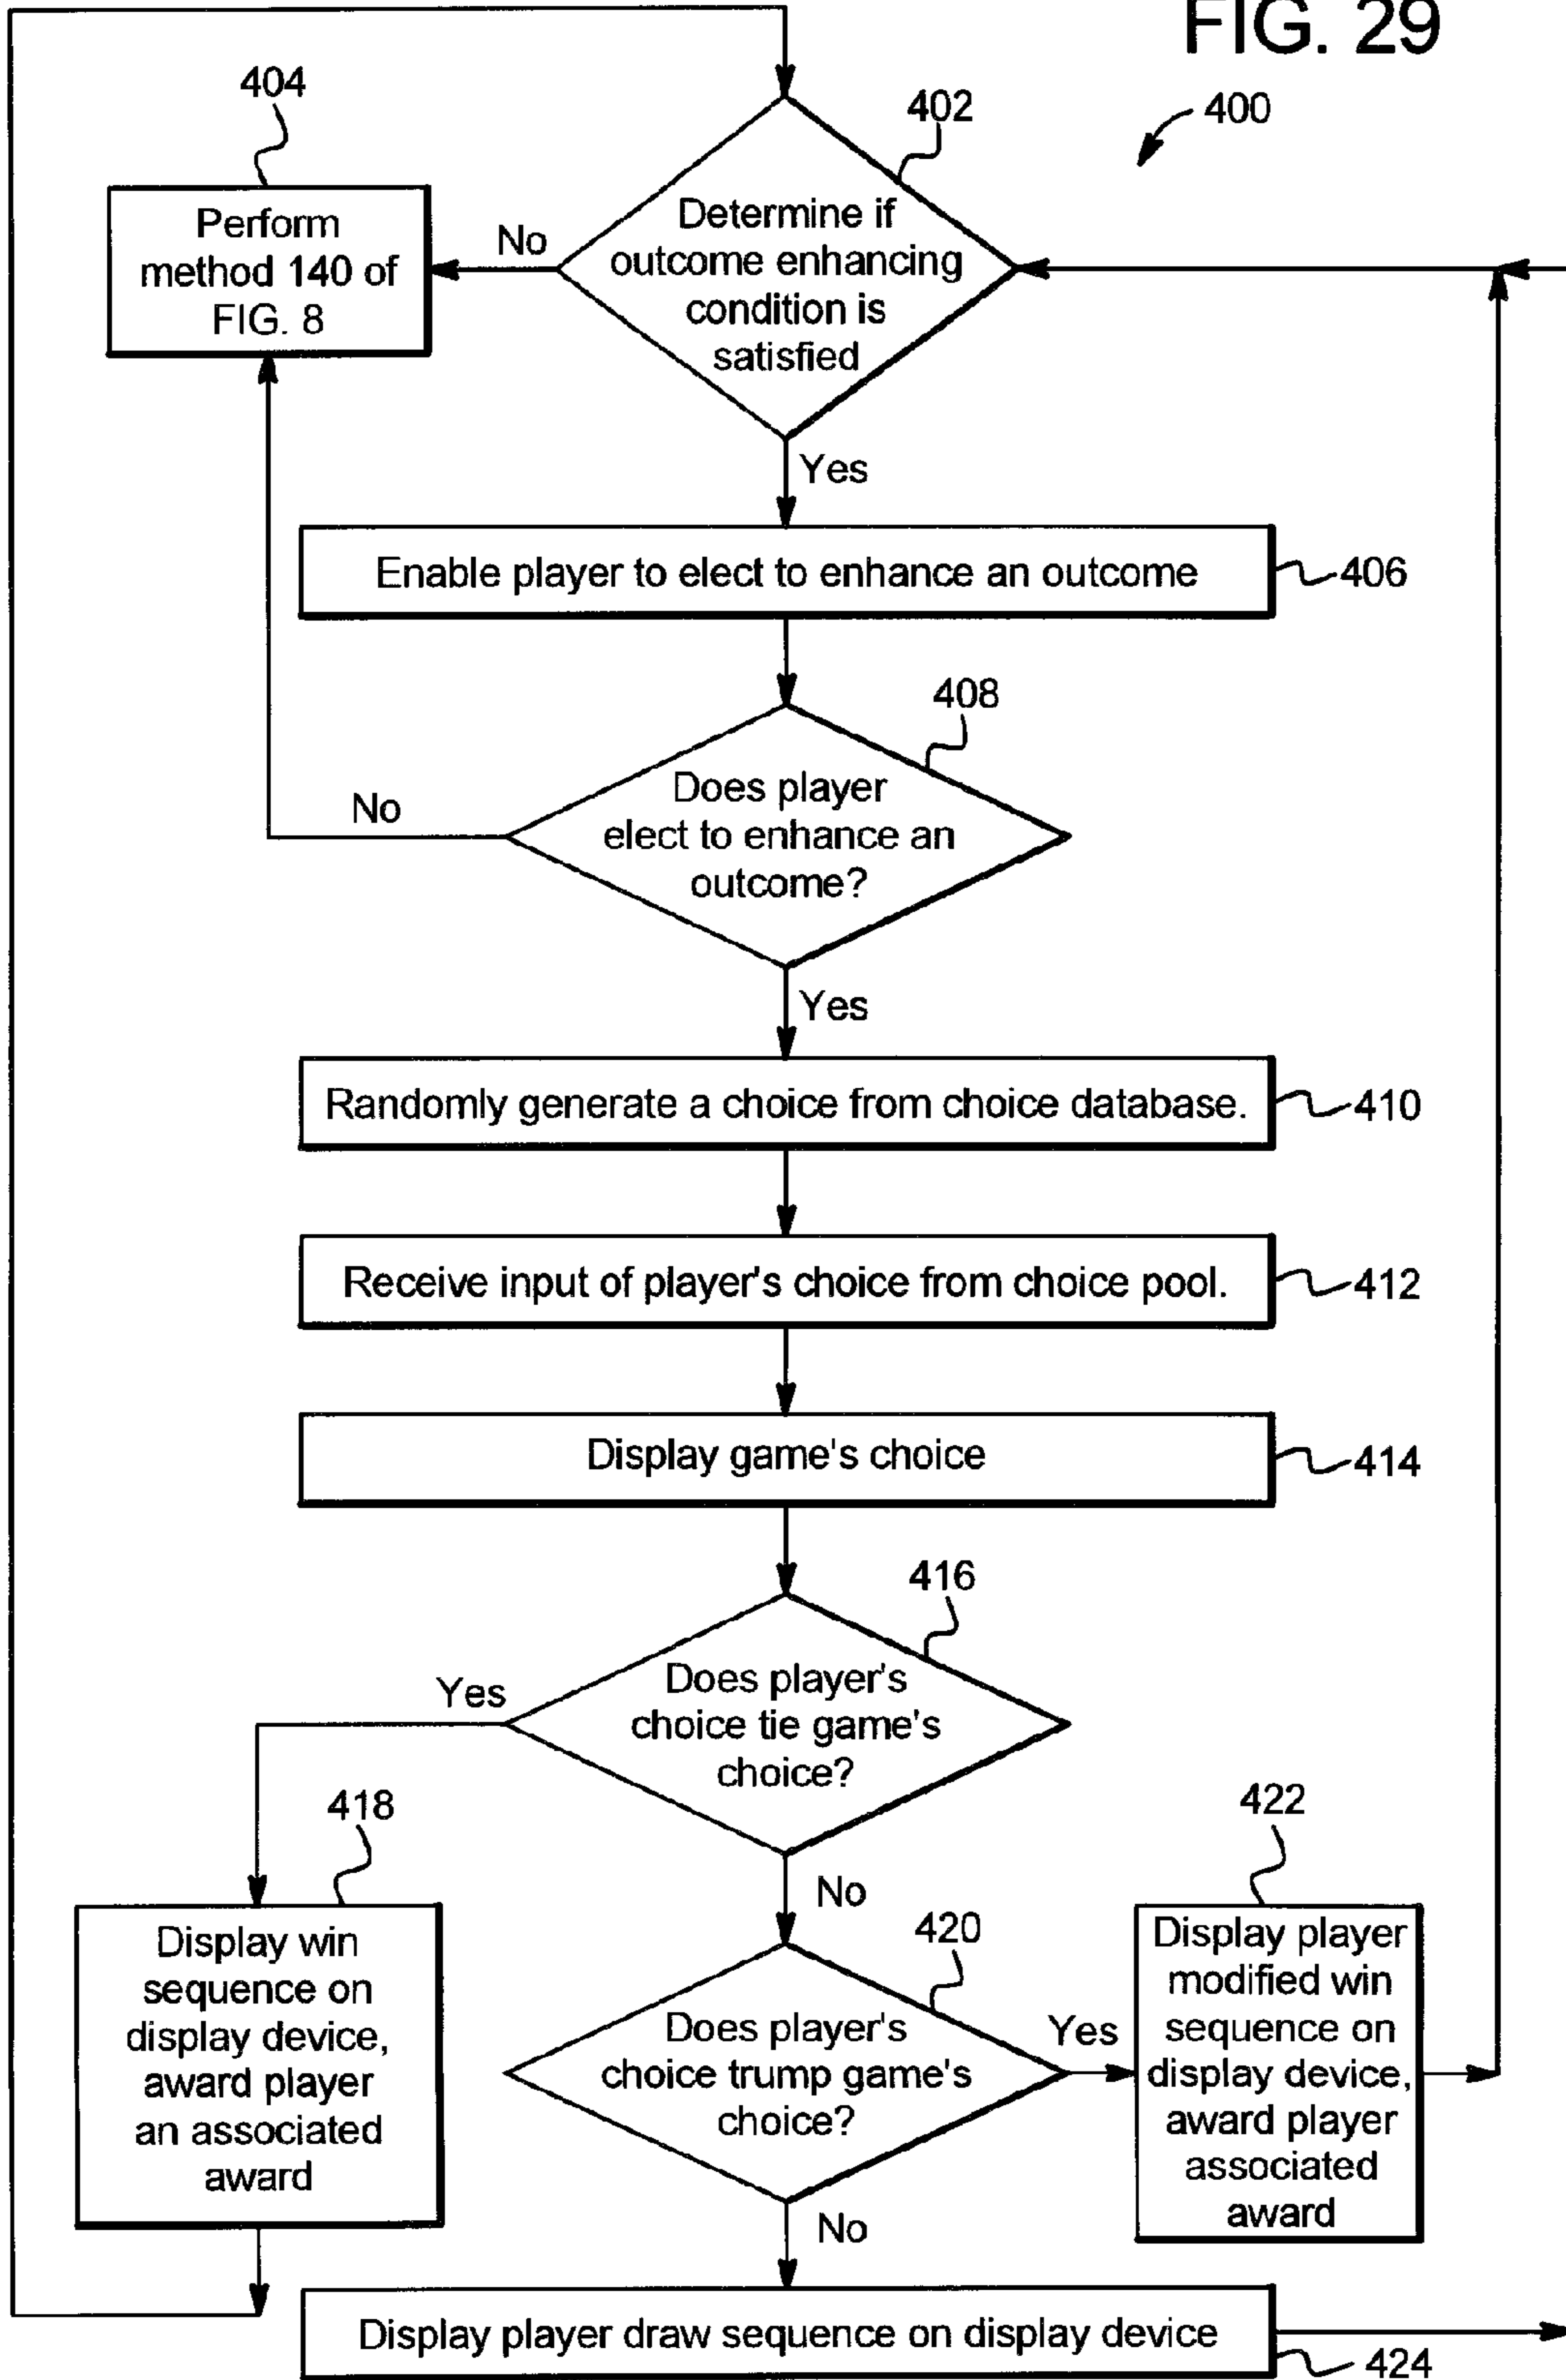 FIG. 29
400
404
402
Perform
method 140 of
FIG. 8
No
Determine if
outcome enhancing
condition is
satisfied
Yes
Enable player to elect to enhance an outcome
406
408
Does player
elect to enhance an
outcome?
No
Yes
Randomly generate a choice from choice database.
410
Receive input of player's choice from choice pool.
412
Display game's choice
414
416
Does player's
choice tie game's
choice?
Yes
418
Display win
sequence on
display device,
award player
an associated
award
No
420
Does player's
choice trump game's
choice?
Yes
422
Display player
modified win
sequence on
display device,
award player
associated
award
No
Display player draw sequence on display device
424